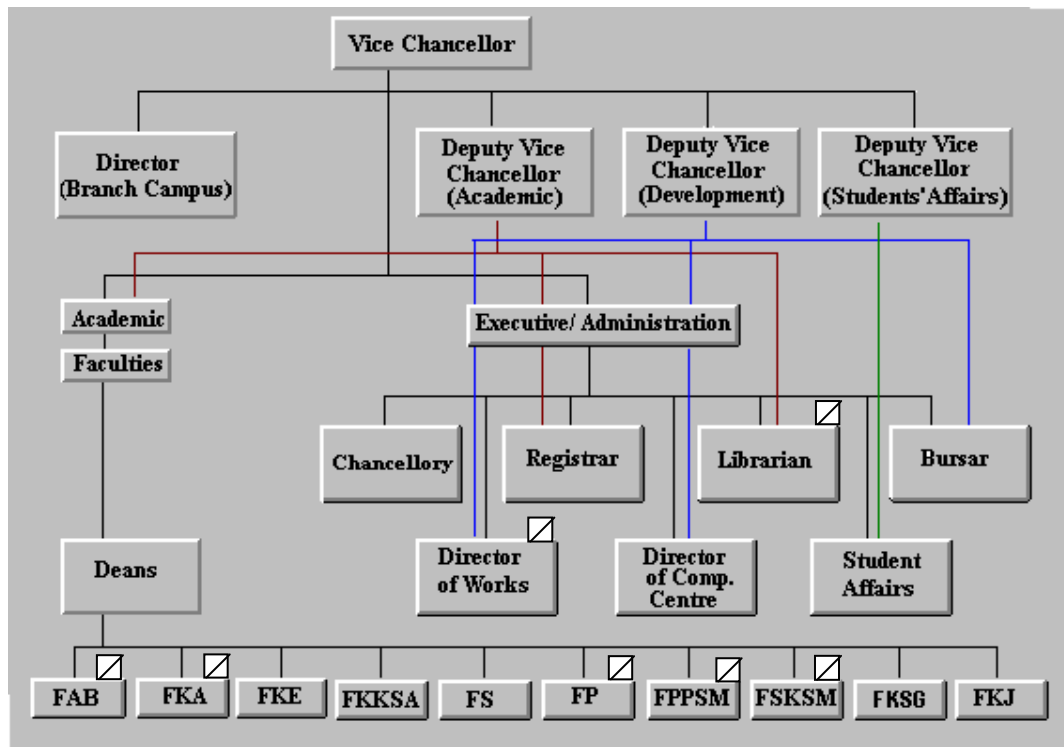 Vice Chancellor
Director
(Branch Campus)
Deputy Vice
Chancellor
(Academic)
Deputy Vice
Chancellor
(Development)
Deputy Vice
Chancellor
(Students'Affairs)
Academic
Faculties
Executive/ Administration
Chancellory
Registrar
Librarian
Bursar
Deans
Director
of Works
Director
of Comp.
Centre
Student
Affairs
FAB
FKA
FKE
FKKSA
FS
FP
FPPSM
FSKSM
FKSG
FKJ